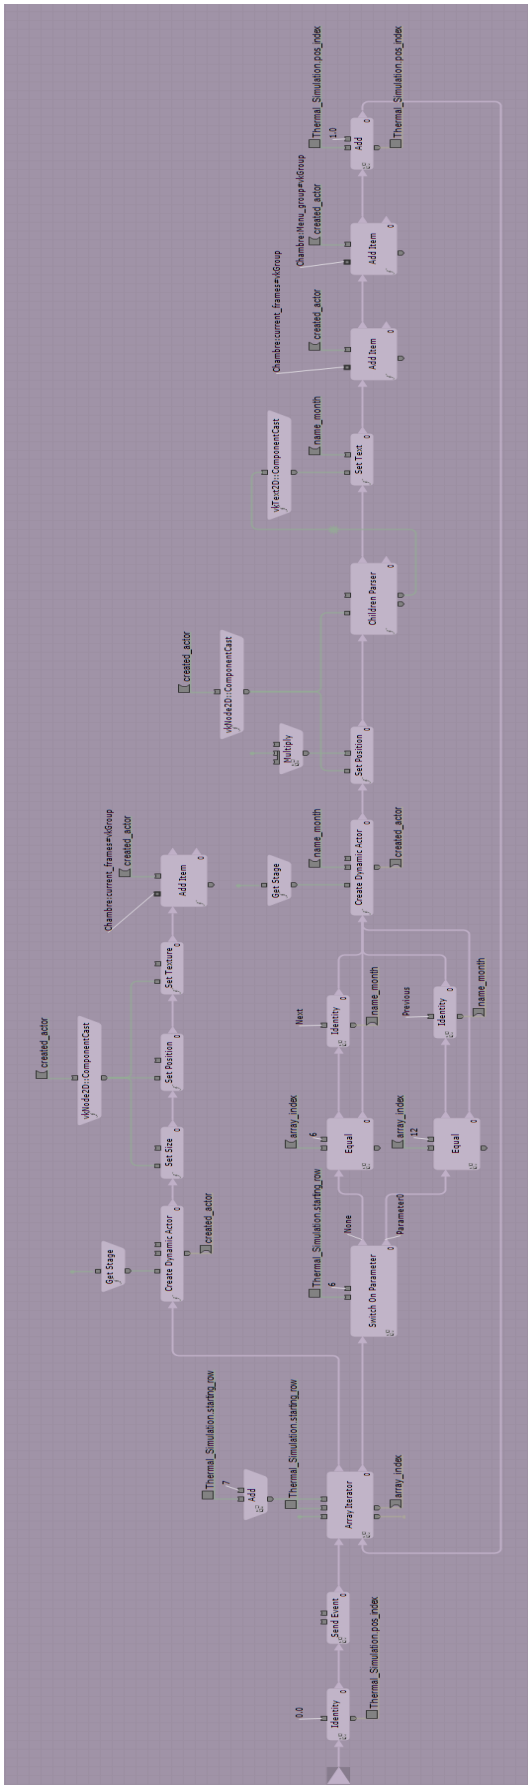 created_actor
vkNode2D::ComponentCast
Get Stage
Chambre:current_frames#vkGroup
created_actor
Create Dynamic Actor
Set Size
Set Position
Set Texture
Add Item
created_actor
Thermal_Simulation.starting_row
7
Add
0.0
Identity
Thermal_Simulation.pos_index
Send Event
Thermal_Simulation.starting_row
Array Iterator
array_index
Thermal_Simulation.starting_row
6
Switch On Parameter
None
Parameter0
array_index
6
Equal
array_index
12
Equal
Next
Identity
name_month
Previous
Identity
name_month
Get Stage
name_month
Create Dynamic Actor
created_actor
Multiply
Set Position
created_actor
vkNode2D::ComponentCast
Children Parser
vkText2D::ComponentCast
name_month
Set Text
Chambre:current_frames#vkGroup
created_actor
Add Item
Chambre:Menu_group#vkGroup
created_actor
Add Item
Thermal_Simulation.pos_index
1.0
Add
Thermal_Simulation.pos_index